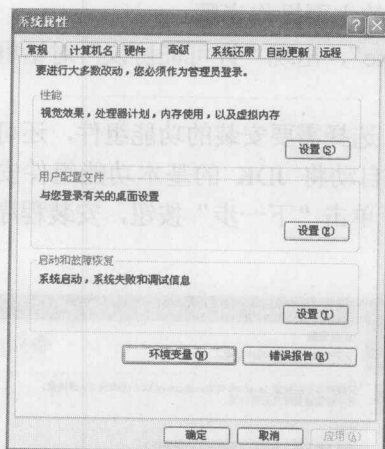 系统属性
常规 计算机名 硬件 高级 系统还原 自动更新 远程
要进行大多数改动，您必须作为管理员登录。
性能
视觉效果，处理器计划，内存使用，以及虚拟内存
设置(S)
用户配置文件
与您登录有关的桌面设置
设置(E)
启动和故障恢复
系统启动，系统失败和调试信息
设置(T)
环境变量(N) 错误报告(R)
确定 取消 应用(A)